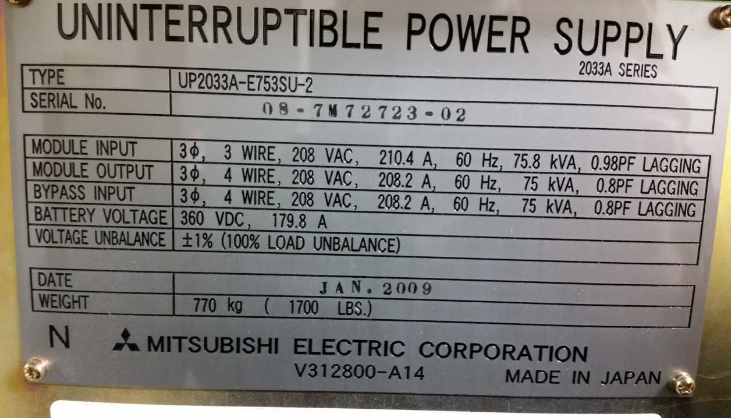 UNINTERRUPTIBLE POWER SUPPLY
2033A SERIES
TYPE UP2033A-E753SU-2
SERIAL No. 08-7M72723-02
MODULE INPUT 3φ, 3 WIRE, 208 VAC, 210.4 A, 60 Hz, 75.8 kVA, 0.98PF LAGGING
MODULE OUTPUT 3φ, 4 WIRE, 208 VAC, 208.2 A, 60 Hz, 75 kVA, 0.8PF LAGGING
BYPASS INPUT 3φ, 4 WIRE, 208 VAC, 208.2 A, 60 Hz, 75 kVA, 0.8PF LAGGING
BATTERY VOLTAGE 360 VDC, 179.8 A
VOLTAGE UNBALANCE ±1% (100% LOAD UNBALANCE)
DATE JAN. 2009
WEIGHT 770 kg ( 1700 LBS.)
N MITSUBISHI ELECTRIC CORPORATION
V312800-A14 MADE IN JAPAN